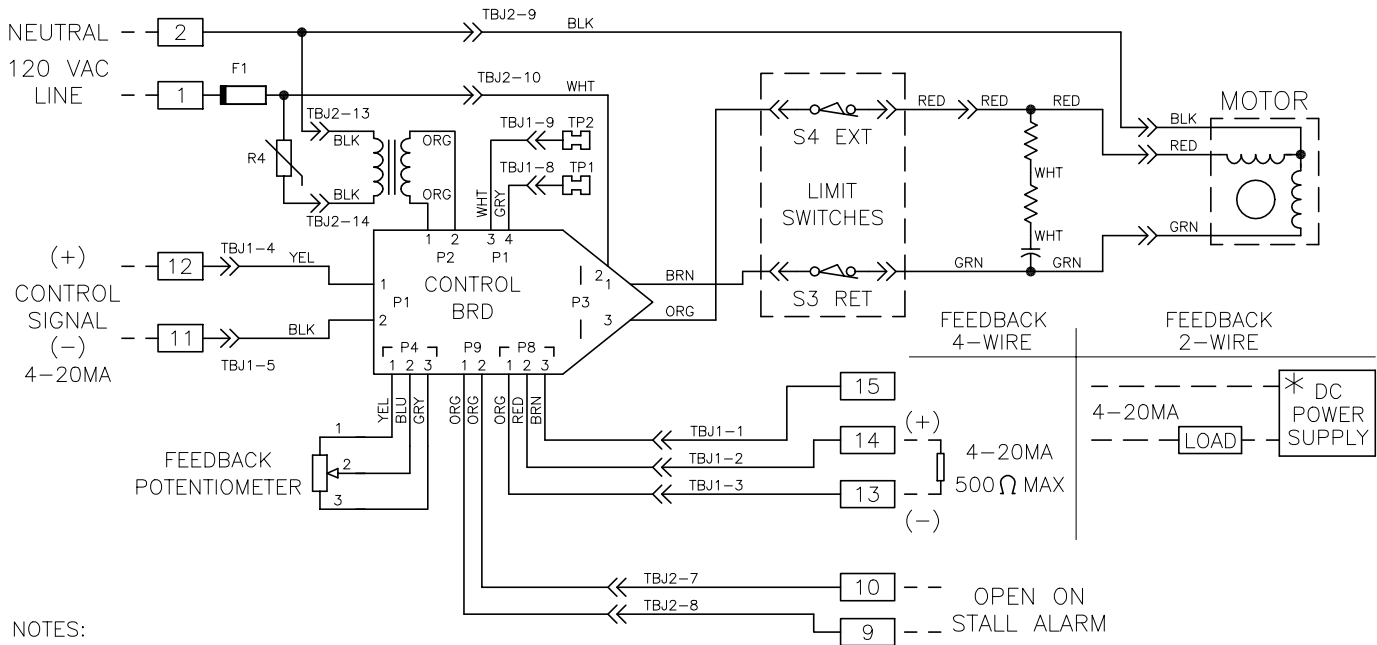 TBJ2-9
NEUTRAL 2 BLK
120 VAC
LINE
1 F1 TBJ2-10 WHT
TBJ2-13
BLK
ORG
R4
BLK
ORG
TBJ2-14
TBJ1-9 TP2
TBJ1-8 TP1
WHT
GRY
S4 EXT
LIMIT
SWITCHES
S3 RET
RED RED RED
WHT
WHT
GRN GRN
MOTOR
BLK
RED
GRN
(+)
CONTROL
SIGNAL
(-)
4-20MA
12 TBJ1-4 YEL
11 TBJ1-5 BLK
1 2 3 4
P2 P1
CONTROL
BRD
1
P1
2
2
1
P3
3
BRN
ORG
P4 P9 P8
1 2 3 1 2 1 2 3
YEL
BLU
GRY
ORG
ORG
ORG
RED
BRN
FEEDBACK
POTENTIOMETER
1
2
3
FEEDBACK
4-WIRE
FEEDBACK
2-WIRE
TBJ1-1 15
TBJ1-2 14 (+)
TBJ1-3 13 (-)
4-20MA
500Ω MAX
4-20MA
LOAD
* DC
POWER
SUPPLY
TBJ2-7 10
TBJ2-8 9
OPEN ON
STALL ALARM
NOTES: